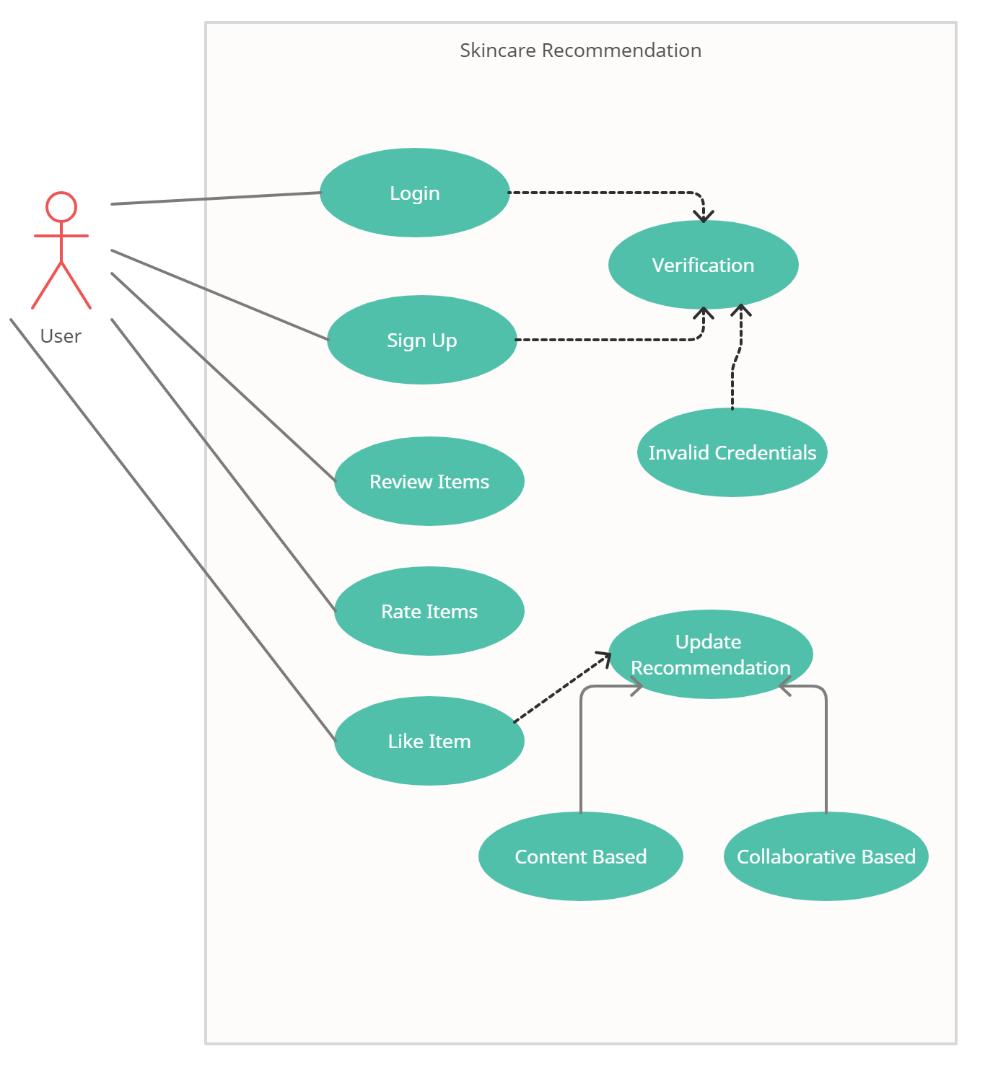 Skincare Recommendation
Login
Verification
User
Sign Up
Invalid Credentials
Review Items
Rate Items
Update
Recommendation
Like Item
Content Based
Collaborative Based